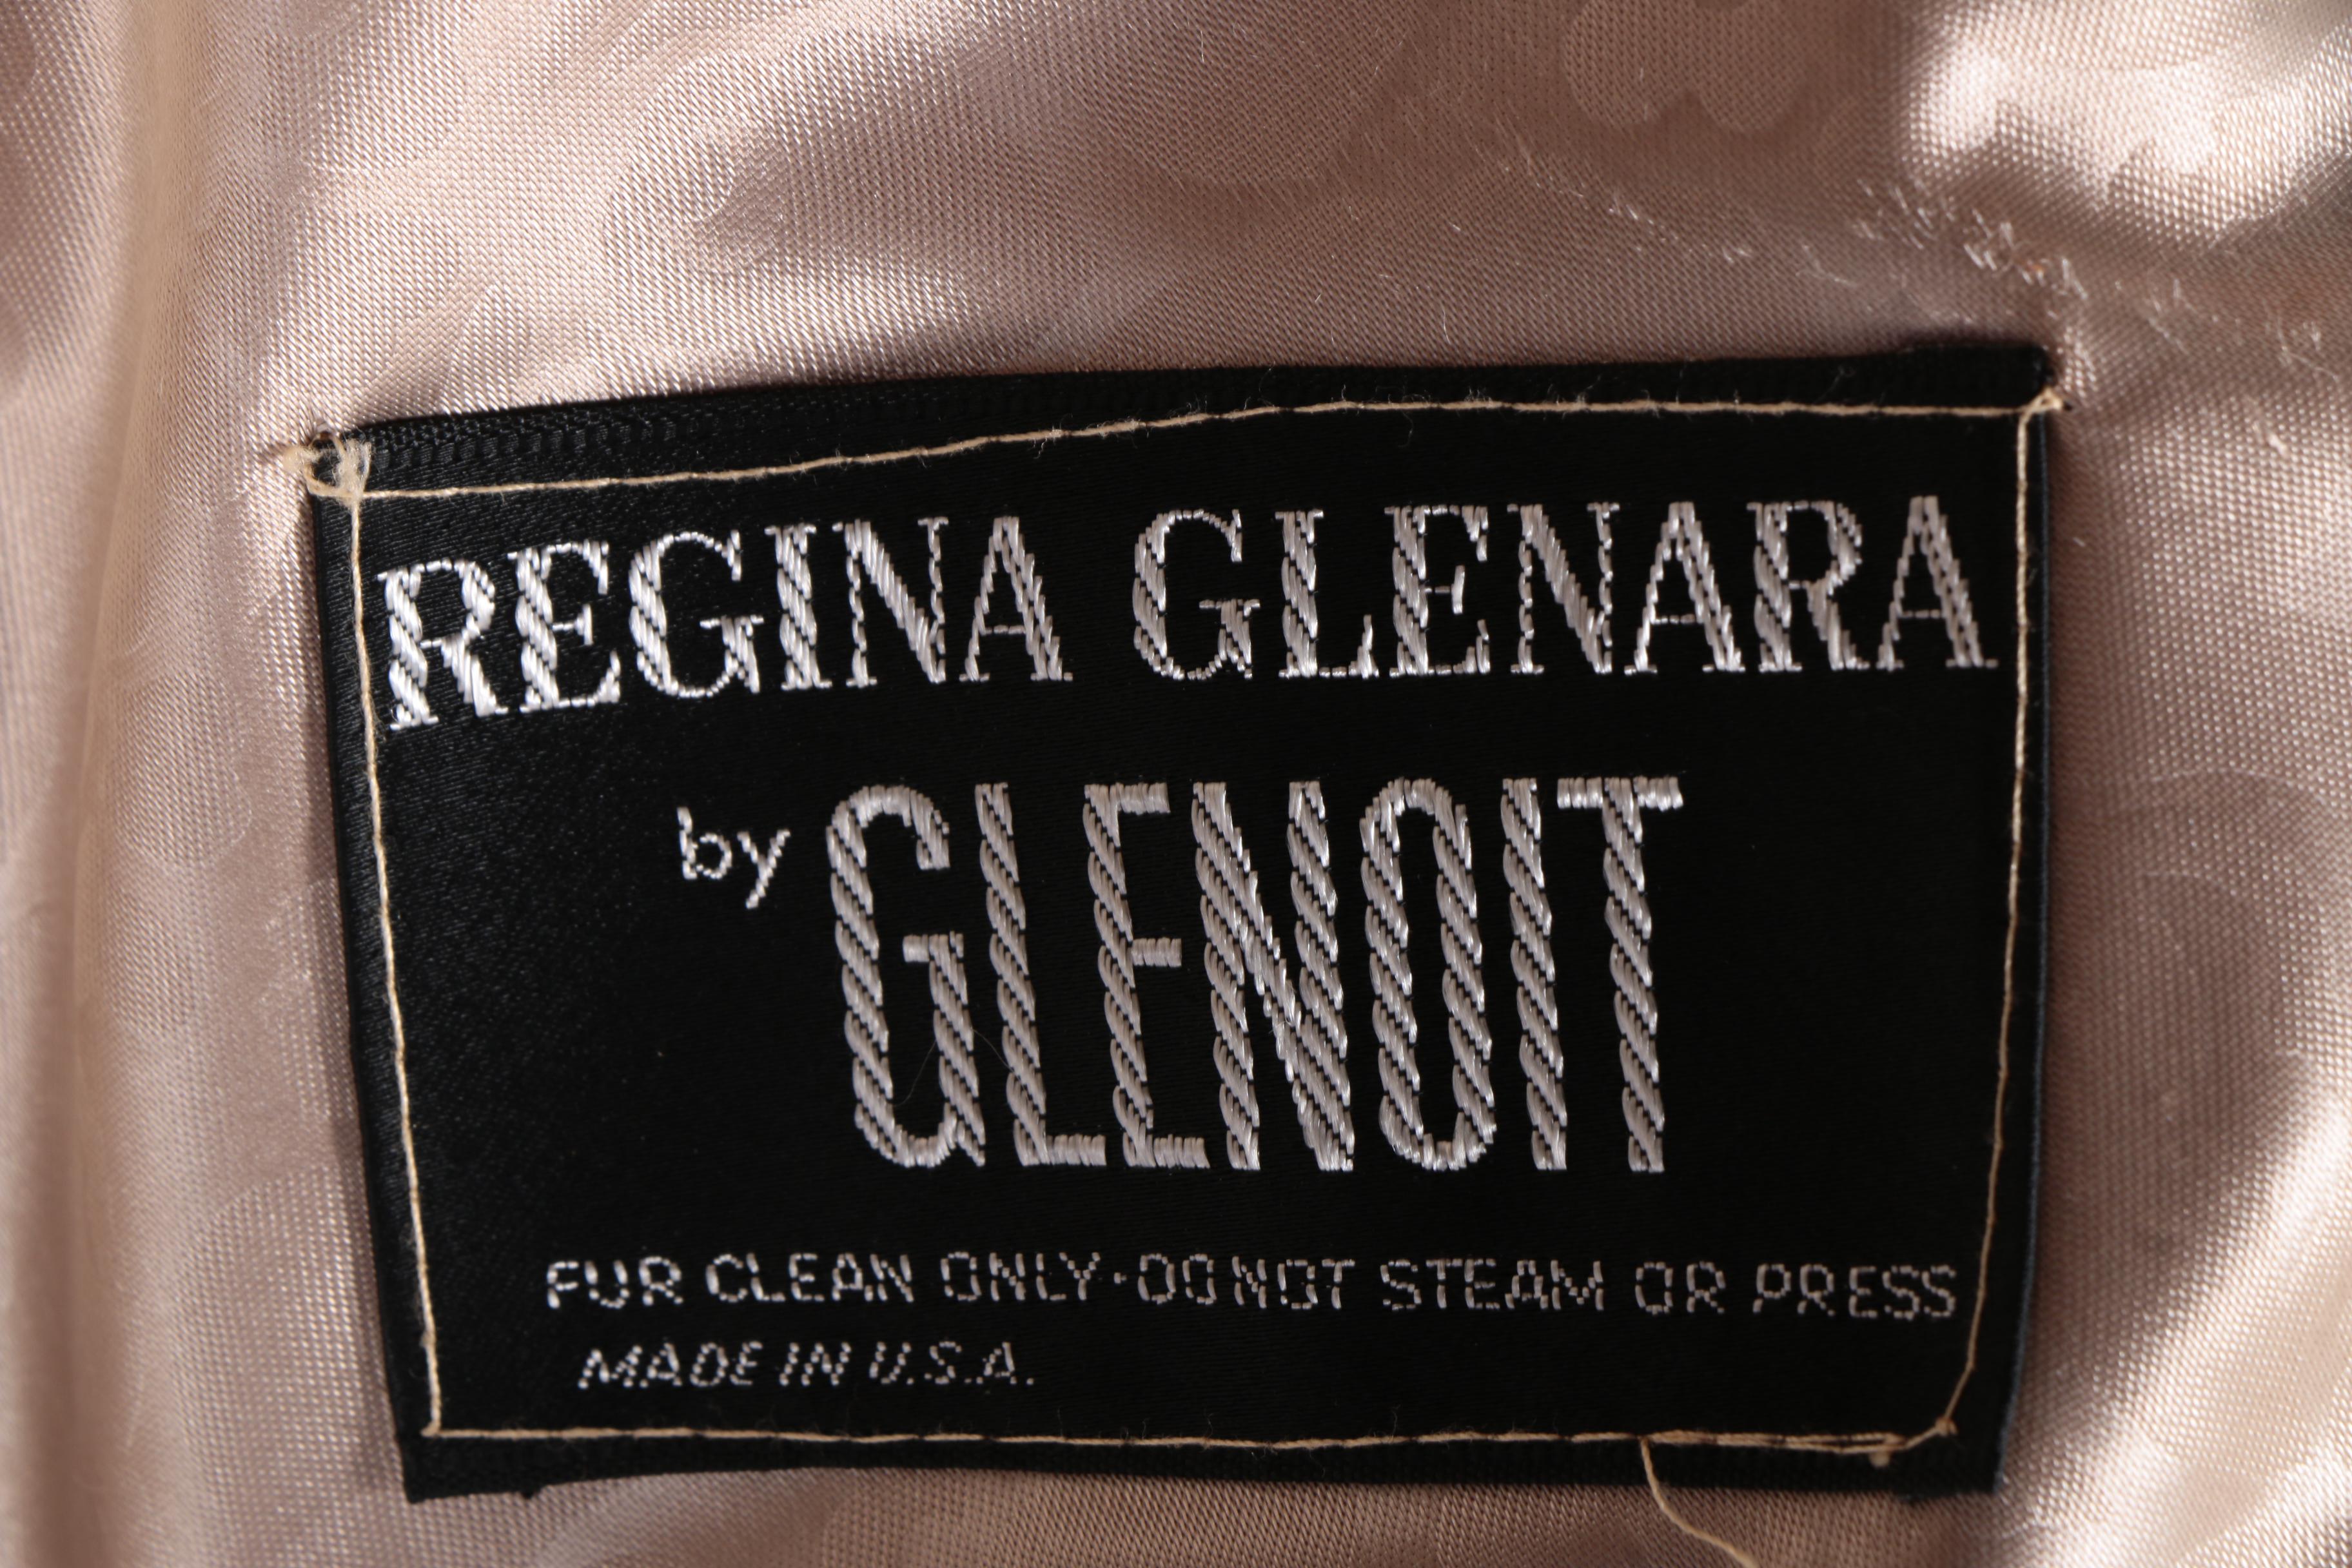 REGINA GLENARA
by GLENOIT
FUR CLEAN ONLY-DO NOT STEAM OR PRESS
MADE IN U.S.A.